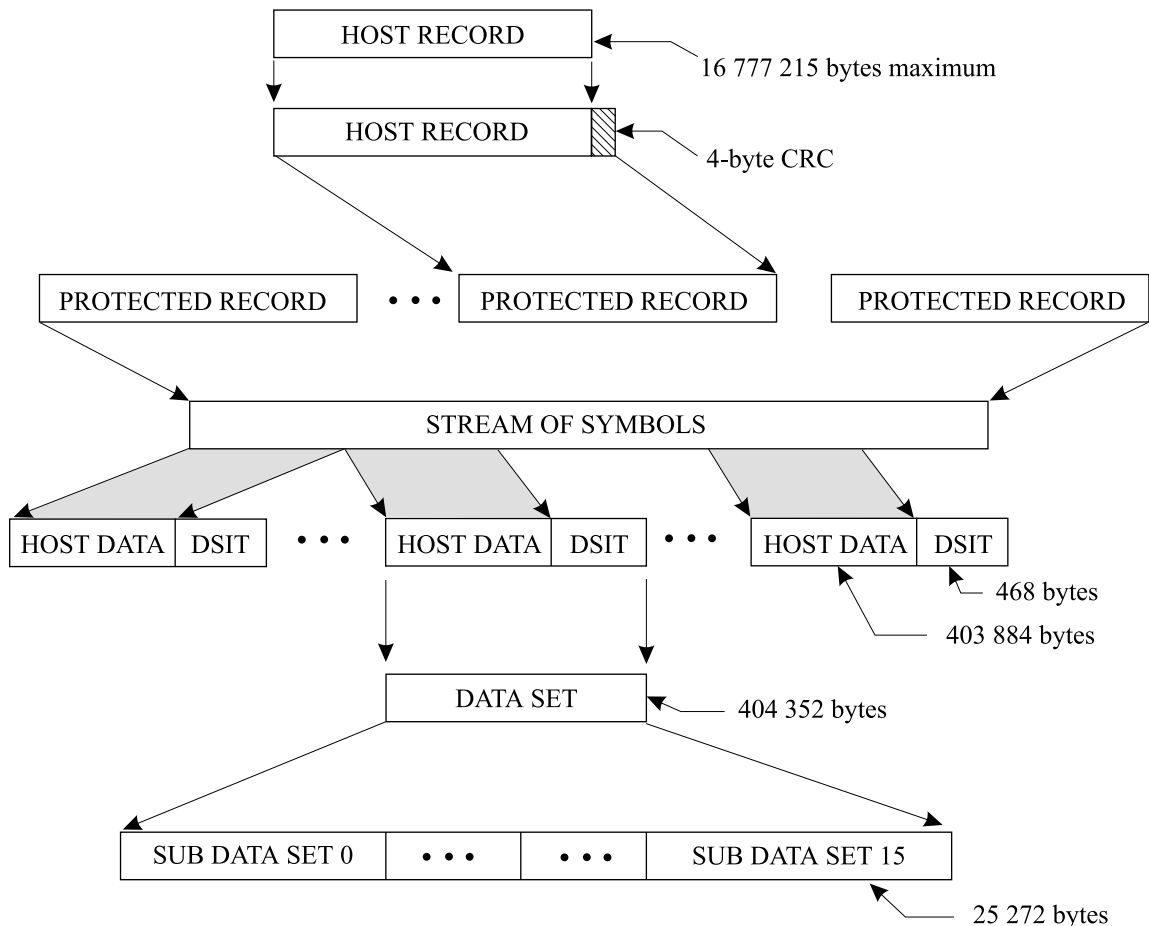 HOST RECORD
16 777 215 bytes maximum
HOST RECORD
4-byte CRC
PROTECTED RECORD • • • PROTECTED RECORD PROTECTED RECORD
STREAM OF SYMBOLS
HOST DATA DSIT • • • HOST DATA DSIT • • • HOST DATA DSIT
468 bytes
403 884 bytes
DATA SET
404 352 bytes
SUB DATA SET 0 • • • • • • SUB DATA SET 15
25 272 bytes